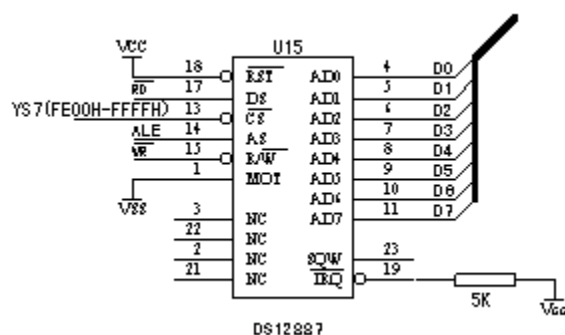 U15
VCC
18 RST AD0 4 D0
RD 17 DS AD1 5 D1
YS7(FE00H-FFFFH) 13 CS AD2 6 D2
ALE 14 AS AD3 7 D3
WR 15 R/W AD4 8 D4
1 MOT AD5 9 D5
VSS AD6 10 D6
3 NC AD7 11 D7
22 NC
2 NC SQW 23
21 NC IRQ 19
5K
Vcc
DS12887